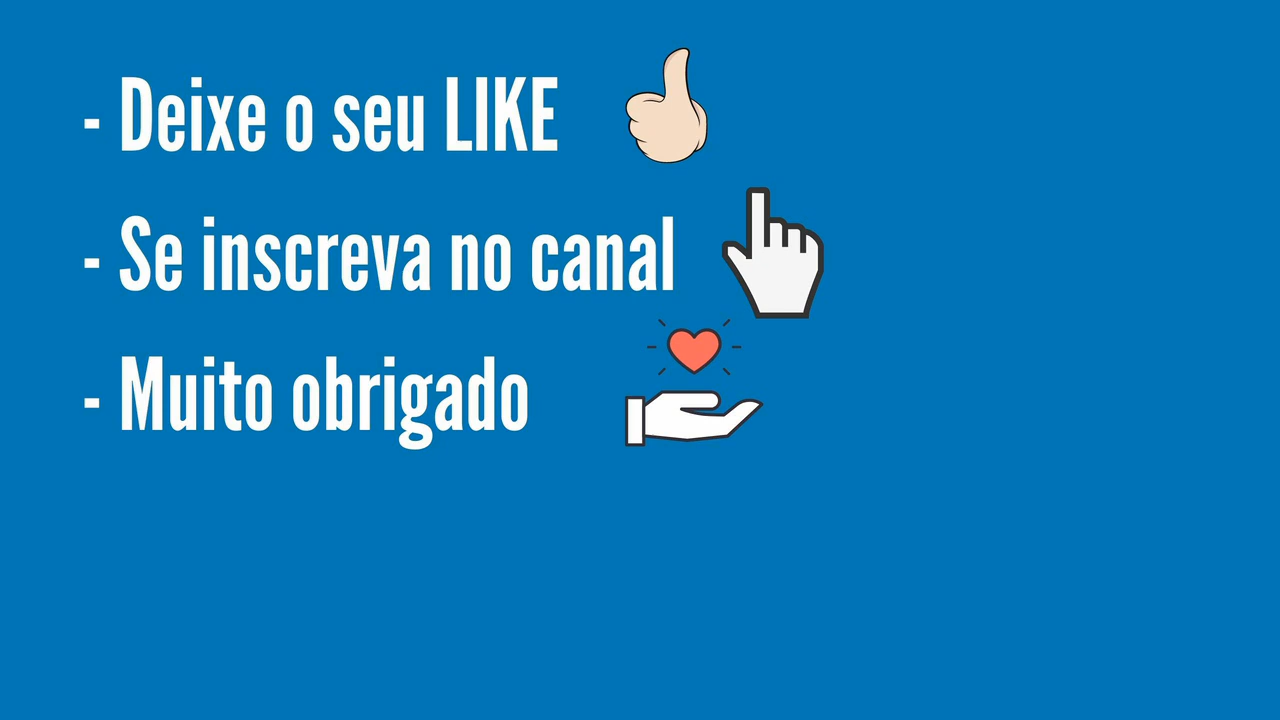 - Deixe o seu LIKE
- Se inscreva no canal
- Muito obrigado